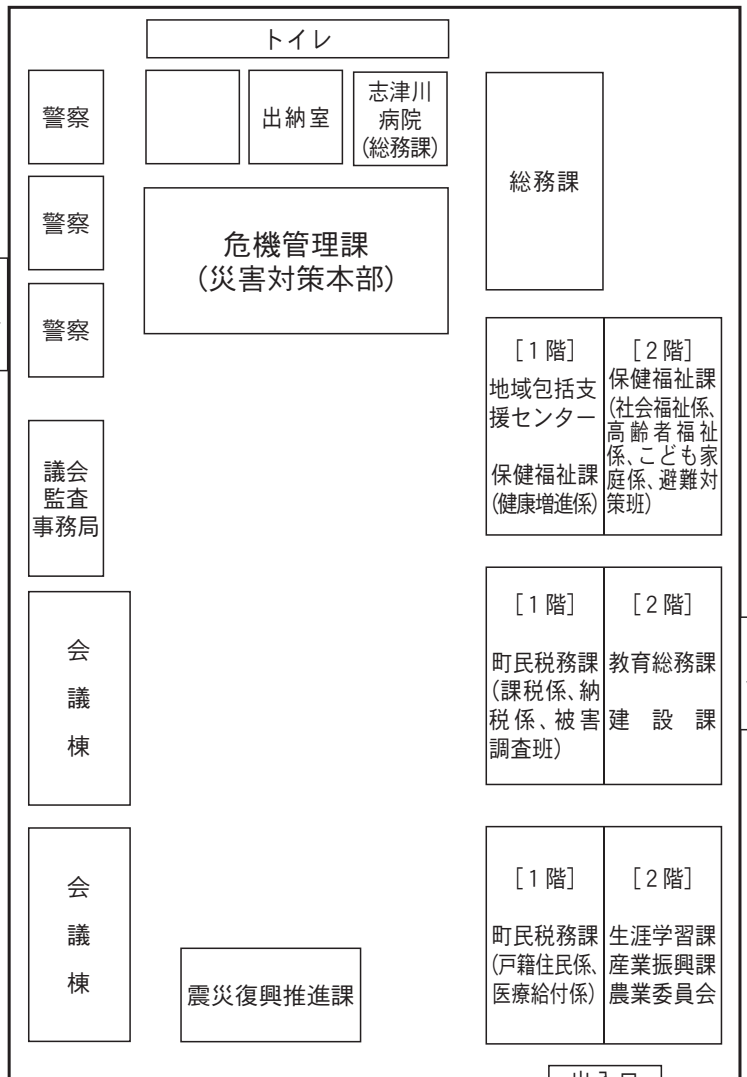 トイレ
警察
出納室
志津川
病院
(総務課)
総務課
警察
危機管理課
(災害対策本部)
警察
[1階]
地域包括支
援センター
保健福祉課
(健康増進係)
[2階]
保健福祉課
(社会福祉係、
高齢者福祉
係、こども家
庭係、避難対
策班)
議会
監査
事務局
会
議
棟
[1階]
町民税務課
(課税係、納
税係、被害
調査班)
[2階]
教育総務課
建設課
会
議
棟
震災復興推進課
[1階]
町民税務課
(戸籍住民係、
医療給付係)
[2階]
生涯学習課
産業振興課
農業委員会
出入口